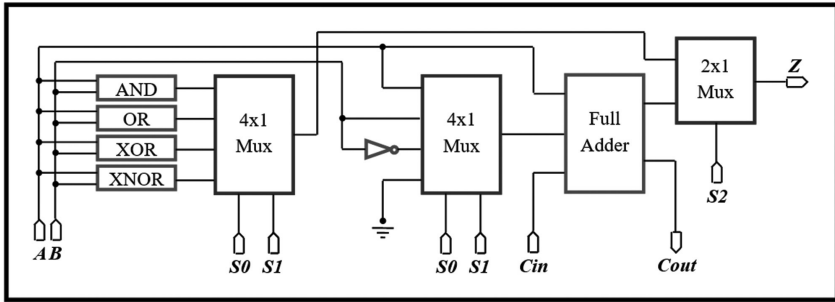 AND
OR
XOR
XNOR
4x1
Mux
4x1
Mux
Full
Adder
2x1
Mux
Z
A B
S0 S1
S0 S1
Cin
Cout
S2